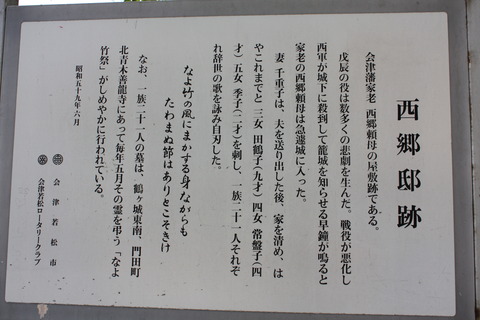 西郷邸跡
会津藩家老 西郷頼母の屋敷跡である。
戊辰の役は数多くの悲劇を生んだ。戦役が悪化し
西軍が城下に殺到して籠城を知らせる早鐘が鳴ると
家老の西郷頼母は急遽城に入った。
妻 千重子は、夫を送り出した後、家を清め、は
やこれまでと 三女 田鶴子(九才)四女 常盤子(四
才)五女 季子(二才)を刺し、一族二十一人それぞ
れ辞世の歌を詠み自刃した。
なよ竹の風にまかする身ながらも
たわまぬ節はありとこそきけ
なお、一族二十一人の墓は、鶴ヶ城東南、門田町
北青木善龍寺にあって毎年五月その霊を弔う「なよ
竹祭」がしめやかに行われている。
昭和五十九年六月
会津若松市
会津若松ロータリークラブ